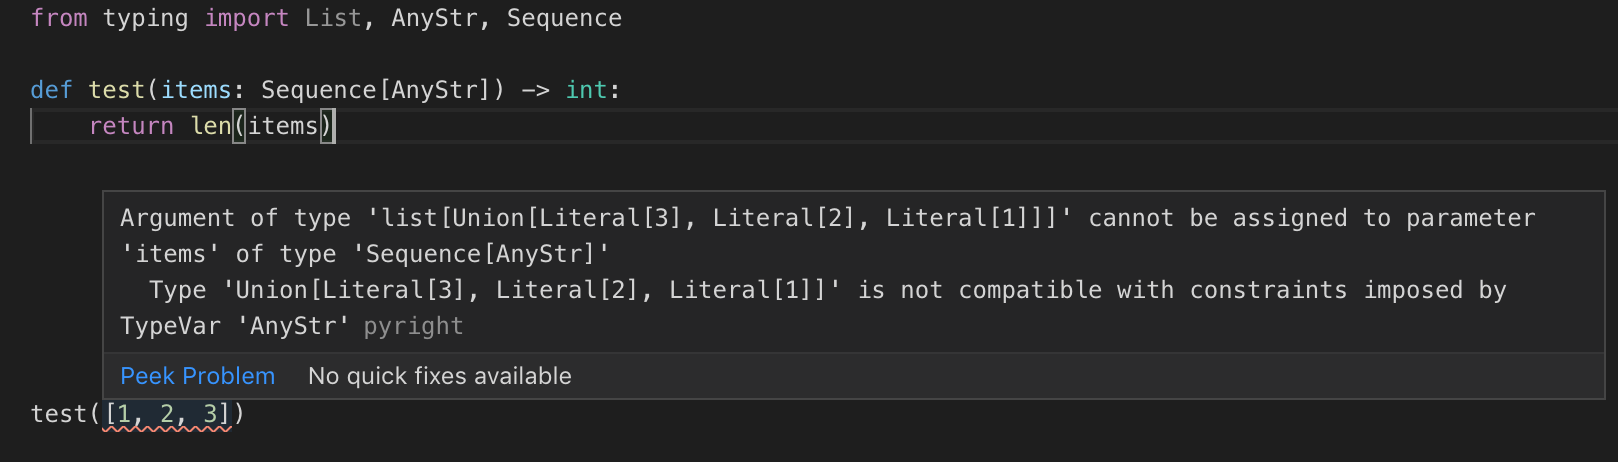 from typing import List, AnyStr, Sequence
def test(items: Sequence[AnyStr]) -> int:
    return len(items)
Argument of type 'list[Union[Literal[3], Literal[2], Literal[1]]]' cannot be assigned to parameter
'items' of type 'Sequence[AnyStr]'
  Type 'Union[Literal[3], Literal[2], Literal[1]]' is not compatible with constraints imposed by
TypeVar 'AnyStr' pyright
Peek Problem No quick fixes available
test([1, 2, 3])